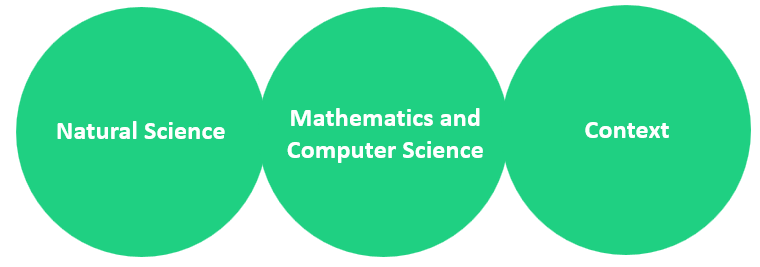 Natural Science
Mathematics and
Computer Science
Context